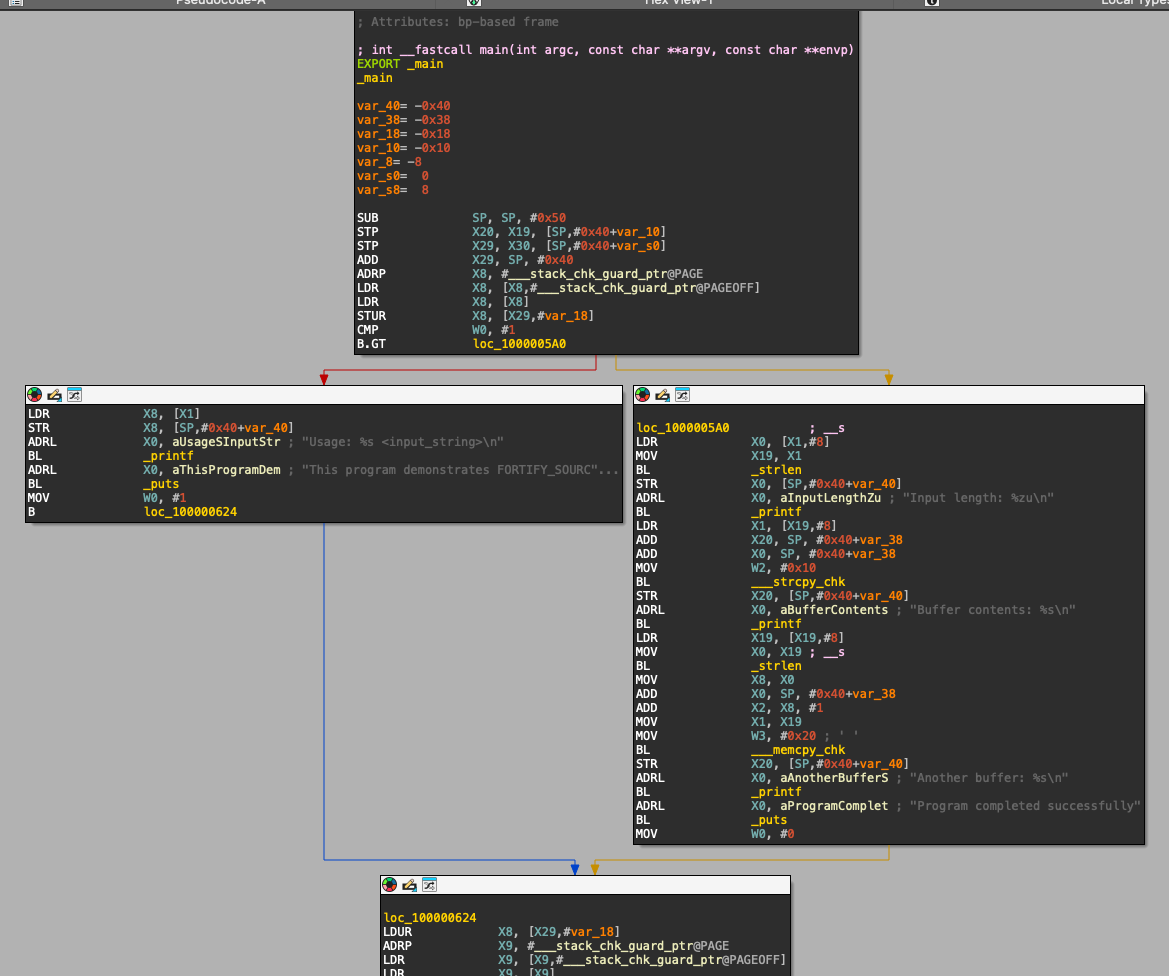 Pseudocode-A
Hex View-1
Local Types
; Attributes: bp-based frame
; int __fastcall main(int argc, const char **argv, const char **envp)
EXPORT _main
_main
var_40= -0x40
var_38= -0x38
var_18= -0x18
var_10= -0x10
var_8= -8
var_s0= 0
var_s8= 8
SUB SP, SP, #0x50
STP X20, X19, [SP,#0x40+var_10]
STP X29, X30, [SP,#0x40+var_s0]
ADD X29, SP, #0x40
ADRP X8, #___stack_chk_guard_ptr@PAGE
LDR X8, [X8,#___stack_chk_guard_ptr@PAGEOFF]
LDR X8, [X8]
STUR X8, [X29,#var_18]
CMP W0, #1
B.GT loc_1000005A0
LDR X8, [X1]
STR X8, [SP,#0x40+var_40]
ADRL X0, aUsageSInputStr ; "Usage: %s <input_string>\n"
BL _printf
ADRL X0, aThisProgramDem ; "This program demonstrates FORTIFY_SOURC"...
BL _puts
MOV W0, #1
B loc_100000624
loc_1000005A0 ; __s
LDR X0, [X1,#8]
MOV X19, X1
BL _strlen
STR X0, [SP,#0x40+var_40]
ADRL X0, aInputLengthZu ; "Input length: %zu\n"
BL _printf
LDR X1, [X19,#8]
ADD X20, SP, #0x40+var_38
ADD X0, SP, #0x40+var_38
MOV W2, #0x10
BL ___strcpy_chk
STR X20, [SP,#0x40+var_40]
ADRL X0, aBufferContents ; "Buffer contents: %s\n"
BL _printf
LDR X19, [X19,#8]
MOV X0, X19 ; __s
BL _strlen
MOV X8, X0
ADD X0, SP, #0x40+var_38
ADD X2, X8, #1
MOV X1, X19
MOV W3, #0x20 ; ' '
BL ___memcpy_chk
STR X20, [SP,#0x40+var_40]
ADRL X0, aAnotherBufferS ; "Another buffer: %s\n"
BL _printf
ADRL X0, aProgramComplet ; "Program completed successfully"
BL _puts
MOV W0, #0
loc_100000624
LDUR X8, [X29,#var_18]
ADRP X9, #___stack_chk_guard_ptr@PAGE
LDR X9, [X9,#___stack_chk_guard_ptr@PAGEOFF]
LDR X9, [X9]